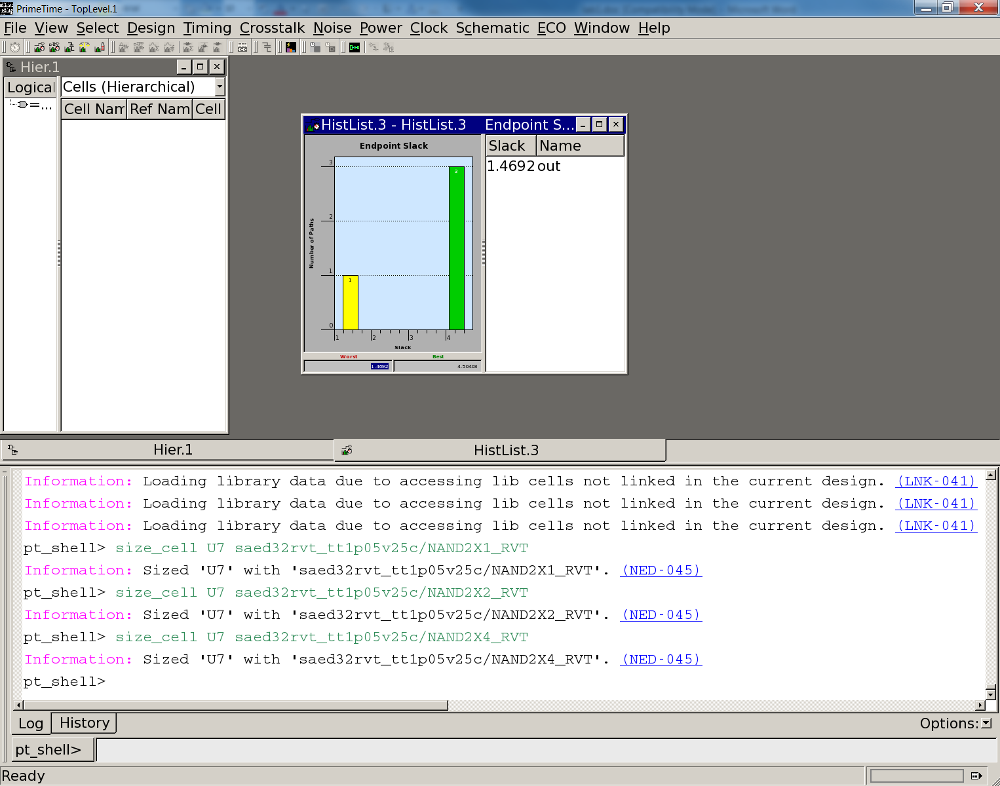 PrimeTime - TopLevel.1
File View Select Design Timing Crosstalk Noise Power Clock Schematic ECO Window Help
Hier.1
Logical
Cells (Hierarchical)
=...
Cell Nam Ref Nam Cell
HistList.3 - HistList.3 Endpoint S...
Endpoint Slack
3
3
2
Number of Paths
1
1
0
1 2 3 4
Slack
Worst Best
1.4692 4.50403
Slack Name
1.4692 out
Hier.1 HistList.3
Information: Loading library data due to accessing lib cells not linked in the current design. (LNK-041)
Information: Loading library data due to accessing lib cells not linked in the current design. (LNK-041)
Information: Loading library data due to accessing lib cells not linked in the current design. (LNK-041)
pt_shell> size_cell U7 saed32rvt_tt1p05v25c/NAND2X1_RVT
Information: Sized 'U7' with 'saed32rvt_tt1p05v25c/NAND2X1_RVT'. (NED-045)
pt_shell> size_cell U7 saed32rvt_tt1p05v25c/NAND2X2_RVT
Information: Sized 'U7' with 'saed32rvt_tt1p05v25c/NAND2X2_RVT'. (NED-045)
pt_shell> size_cell U7 saed32rvt_tt1p05v25c/NAND2X4_RVT
Information: Sized 'U7' with 'saed32rvt_tt1p05v25c/NAND2X4_RVT'. (NED-045)
pt_shell>
Log History Options:
pt_shell>
Ready